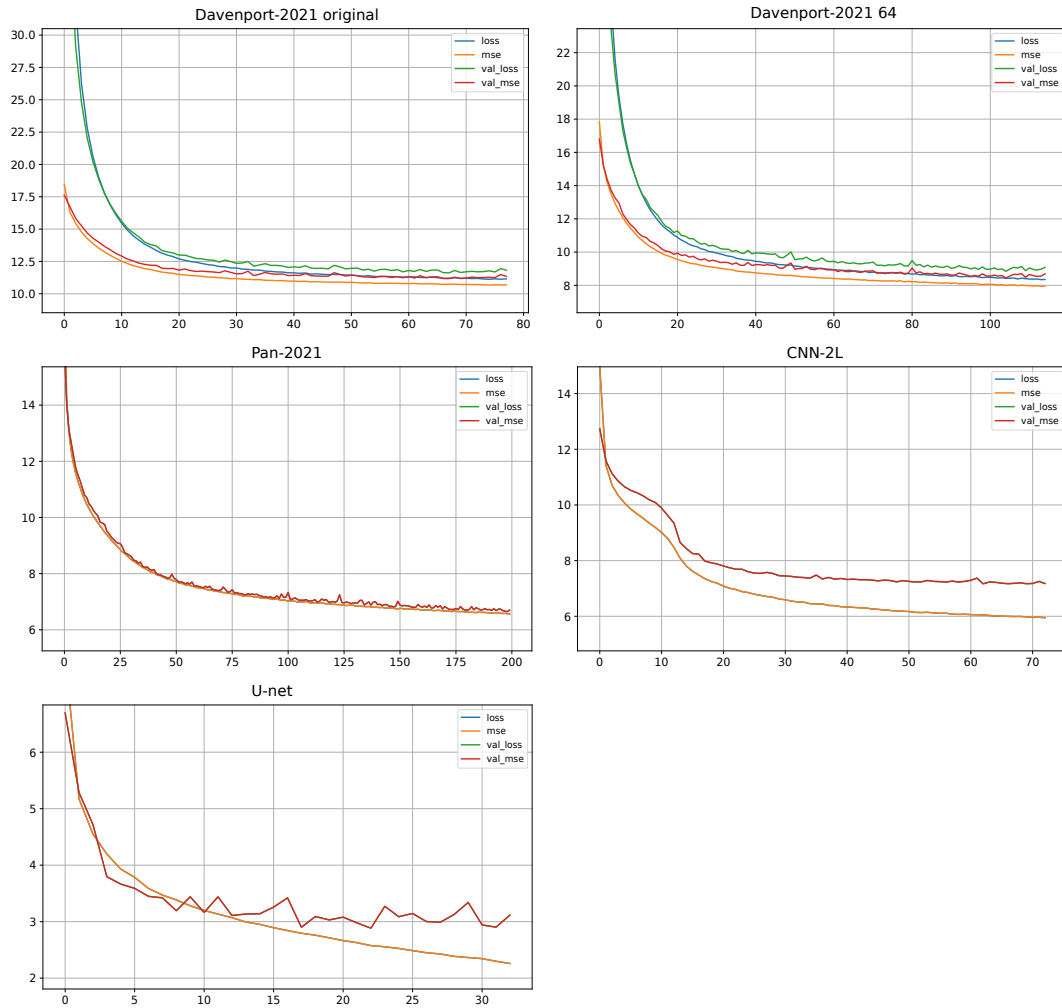 Davenport-2021 original
30.0
27.5
25.0
22.5
20.0
17.5
15.0
12.5
10.0
0 10 20 30 40 50 60 70 80
loss
mse
val_loss
val_mse
Davenport-2021 64
22
20
18
16
14
12
10
8
0 20 40 60 80 100
loss
mse
val_loss
val_mse
Pan-2021
14
12
10
8
6
0 25 50 75 100 125 150 175 200
loss
mse
val_loss
val_mse
CNN-2L
14
12
10
8
6
0 10 20 30 40 50 60 70
loss
mse
val_loss
val_mse
U-net
6
5
4
3
2
0 5 10 15 20 25 30
loss
mse
val_loss
val_mse